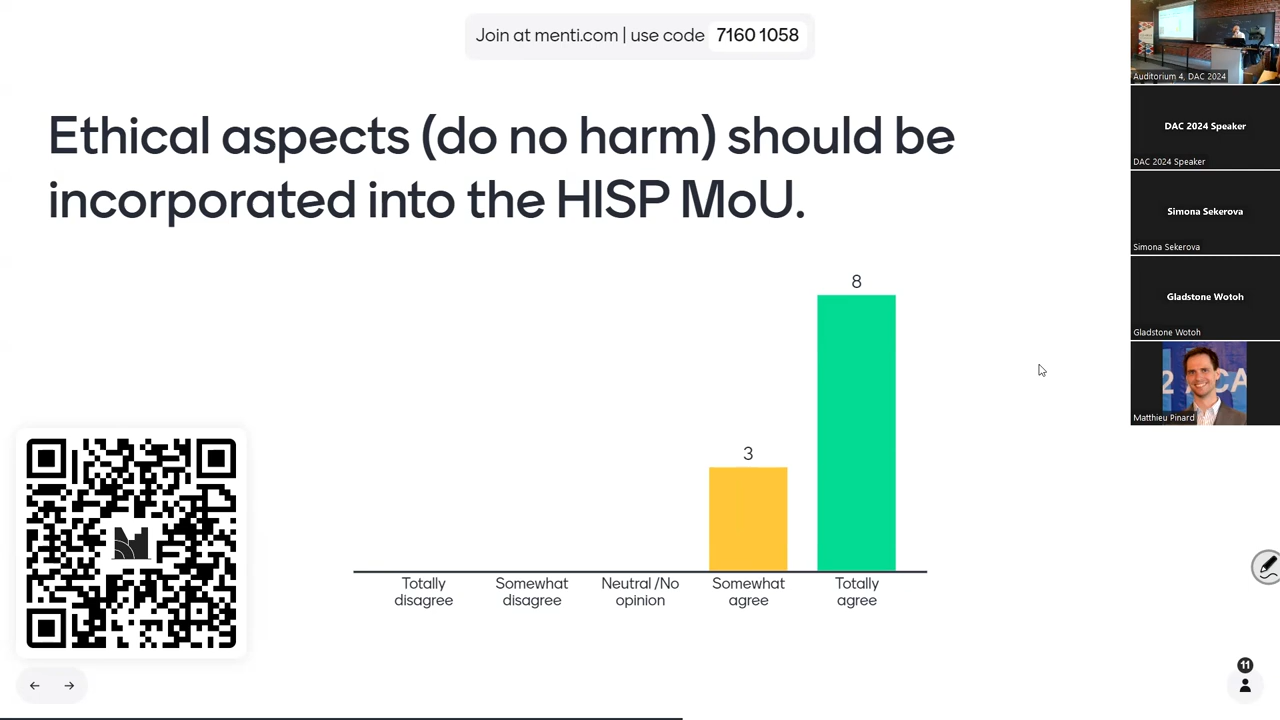 Join at menti.com | use code 7160 1058
Ethical aspects (do no harm) should be
incorporated into the HISP MoU.
8
3
Totally
disagree
Somewhat
disagree
Neutral /No
opinion
Somewhat
agree
Totally
agree
11
Auditorium 4, DAC 2024
DAC 2024 Speaker
DAC 2024 Speaker
Simona Sekerova
Simona Sekerova
Gladstone Wotoh
Gladstone Wotoh
Matthieu Pinard